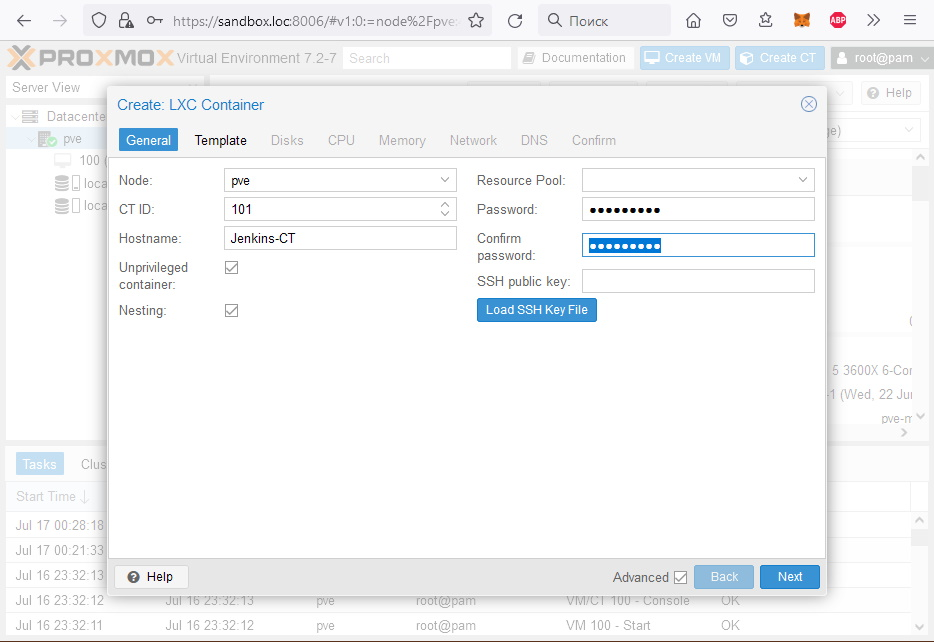 https://sandbox.loc:8006/#v1:0:=node%2Fpve:
Поиск
ABP
PROXMOX Virtual Environment 7.2-7
Search
Documentation
Create VM
Create CT
root@pam
Server View
Help
Datacente
pve
100 (
loca
loca
ge)
Create: LXC Container
General
Template
Disks
CPU
Memory
Network
DNS
Confirm
Node:
pve
Resource Pool:
CT ID:
101
Password:
●●●●●●●●●
Hostname:
Jenkins-CT
Confirm
password:
●●●●●●●●●
Unprivileged
container:
SSH public key:
Nesting:
Load SSH Key File
5 3600X 6-Cor
-1 (Wed, 22 Jur
pve-m
Help
Advanced
Back
Next
Tasks
Clus
Start Time
Jul 17 00:28:18
Jul 17 00:21:33
Jul 16 23:32:13
Jul 16 23:32:12 Jul 16 23:32:13 pve root@pam VM/CT 100 - Console OK
Jul 16 23:32:11 Jul 16 23:32:12 pve root@pam VM 100 - Start OK